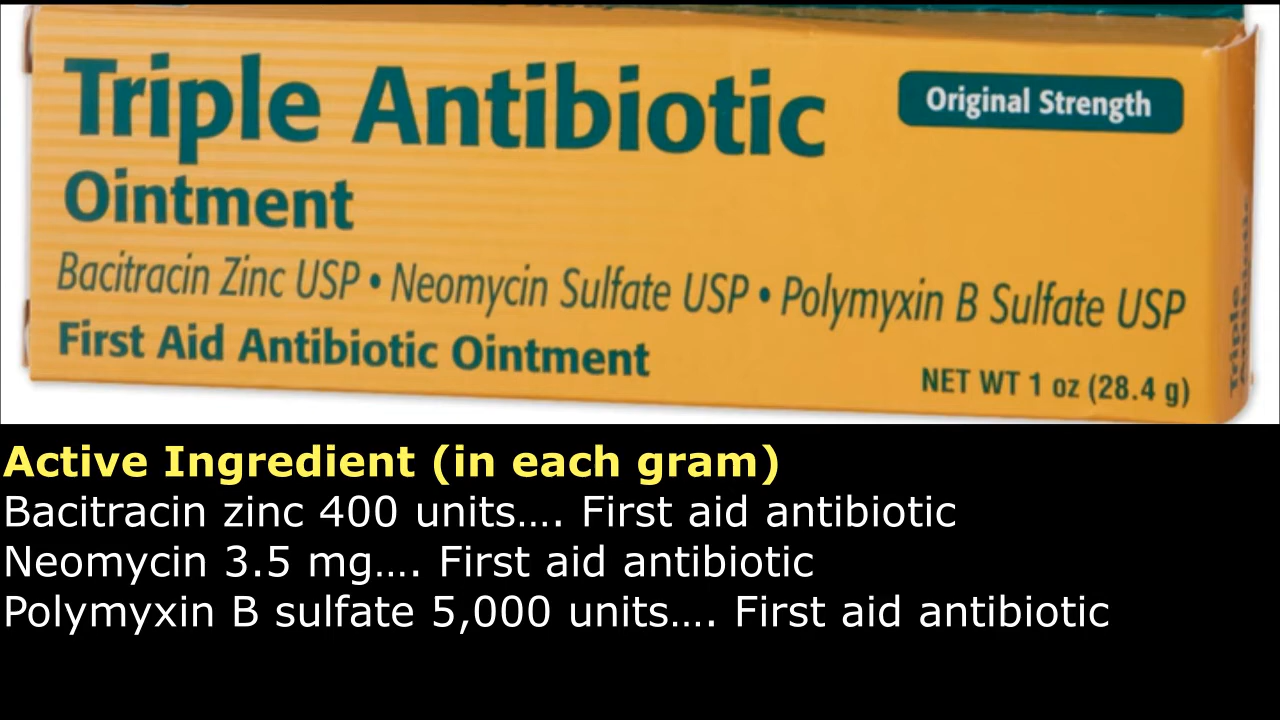 Triple Antibiotic
Original Strength
Ointment
Bacitracin Zinc USP • Neomycin Sulfate USP • Polymyxin B Sulfate USP
First Aid Antibiotic Ointment
NET WT 1 oz (28.4 g)
Triple
Antibiotic
Active Ingredient (in each gram)
Bacitracin zinc 400 units.... First aid antibiotic
Neomycin 3.5 mg.... First aid antibiotic
Polymyxin B sulfate 5,000 units.... First aid antibiotic